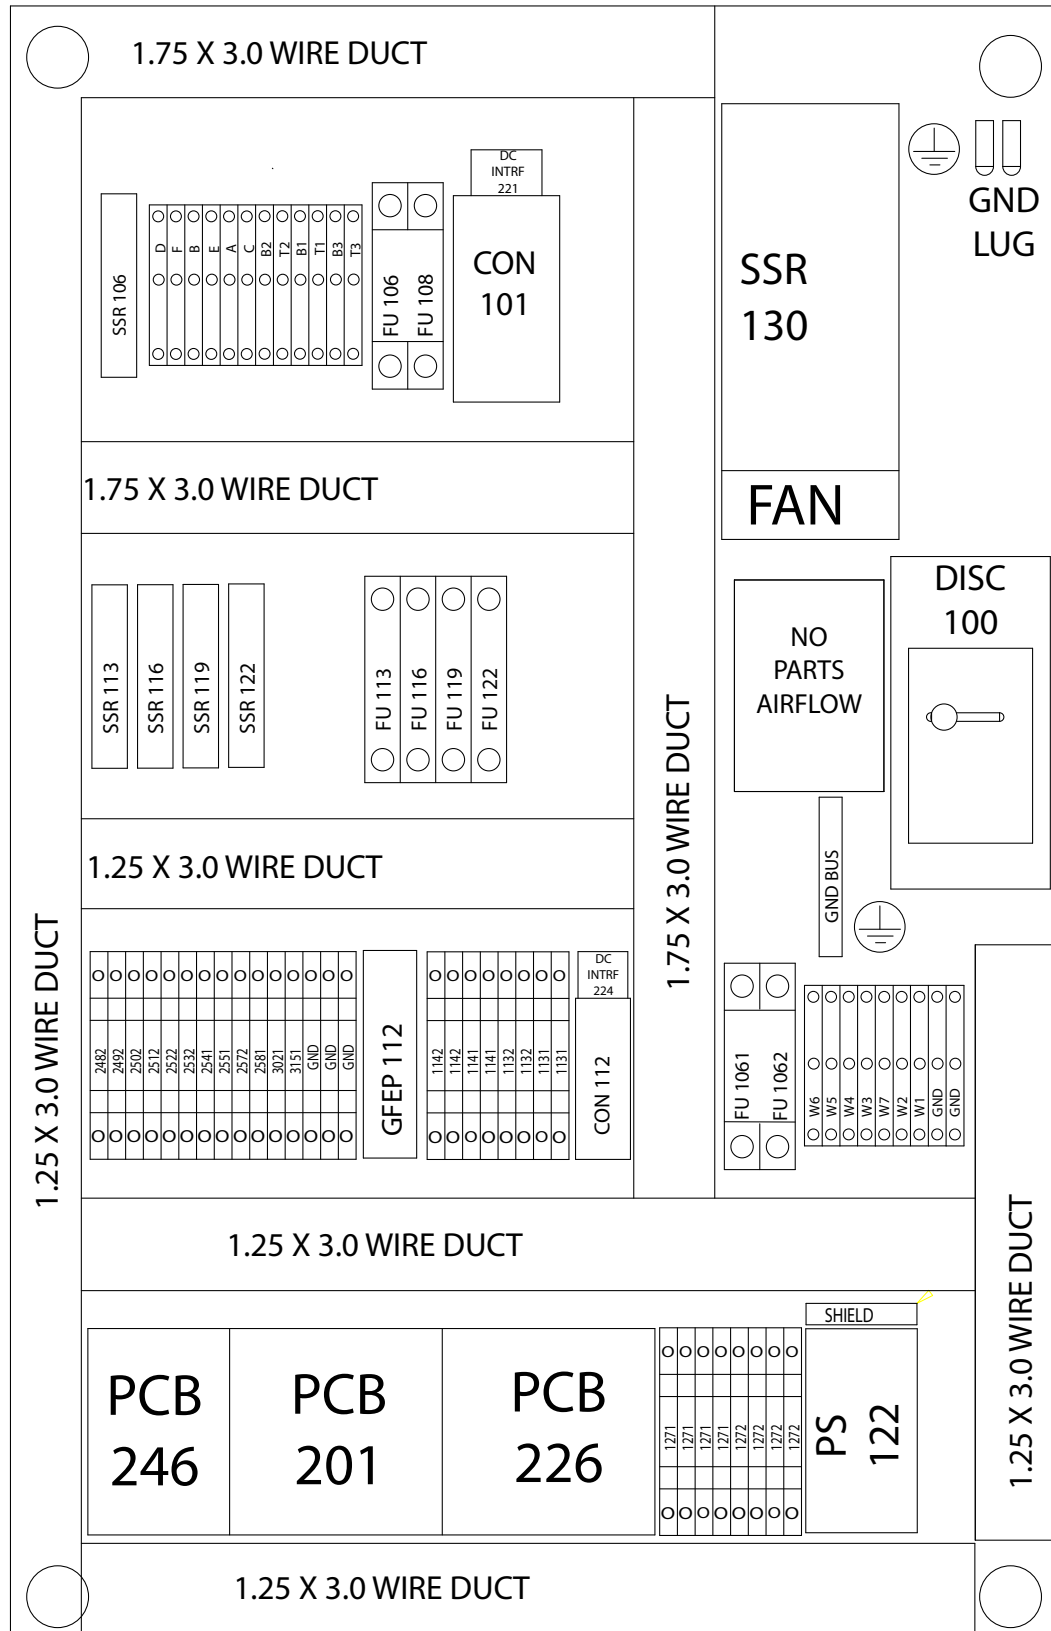 1.75 X 3.0 WIRE DUCT
DC
INTRF
221
GND
LUG
SSR 106
D
F
B
E
A
C
B2
T2
B1
T1
B3
T3
FU 106
FU 108
CON
101
SSR
130
FAN
1.75 X 3.0 WIRE DUCT
SSR 113
SSR 116
SSR 119
SSR 122
FU 113
FU 116
FU 119
FU 122
1.75 X 3.0 WIRE DUCT
NO
PARTS
AIRFLOW
DISC
100
1.25 X 3.0 WIRE DUCT
GND BUS
1.25 X 3.0 WIRE DUCT
2482
2492
2502
2512
2522
2532
2541
2551
2572
2581
3021
3151
GND
GND
GND
GFEP 112
1142
1142
1141
1141
1132
1132
1131
1131
DC
INTRF
224
CON 112
FU 1061
FU 1062
W6
W5
W4
W3
W7
W2
W1
GND
GND
1.25 X 3.0 WIRE DUCT
1.25 X 3.0 WIRE DUCT
PCB
246
PCB
201
PCB
226
1271
1271
1271
1271
1272
1272
1272
1272
SHIELD
PS
122
1.25 X 3.0 WIRE DUCT